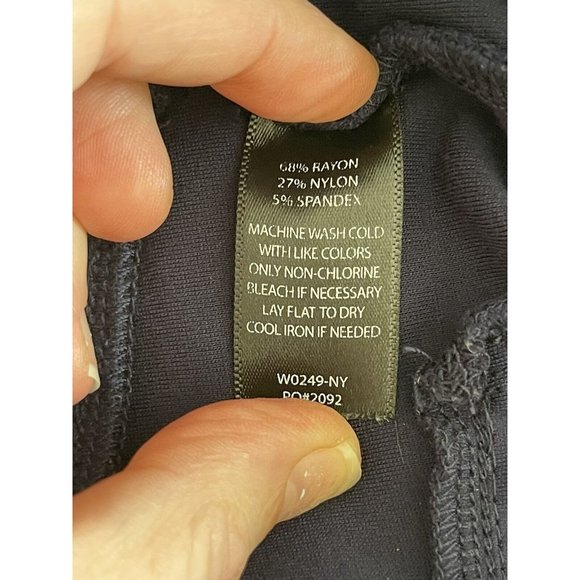 68% RAYON
27% NYLON
5% SPANDEX
MACHINE WASH COLD
WITH LIKE COLORS
ONLY NON-CHLORINE
BLEACH IF NECESSARY
LAY FLAT TO DRY
COOL IRON IF NEEDED
W0249-NY
PO#2092